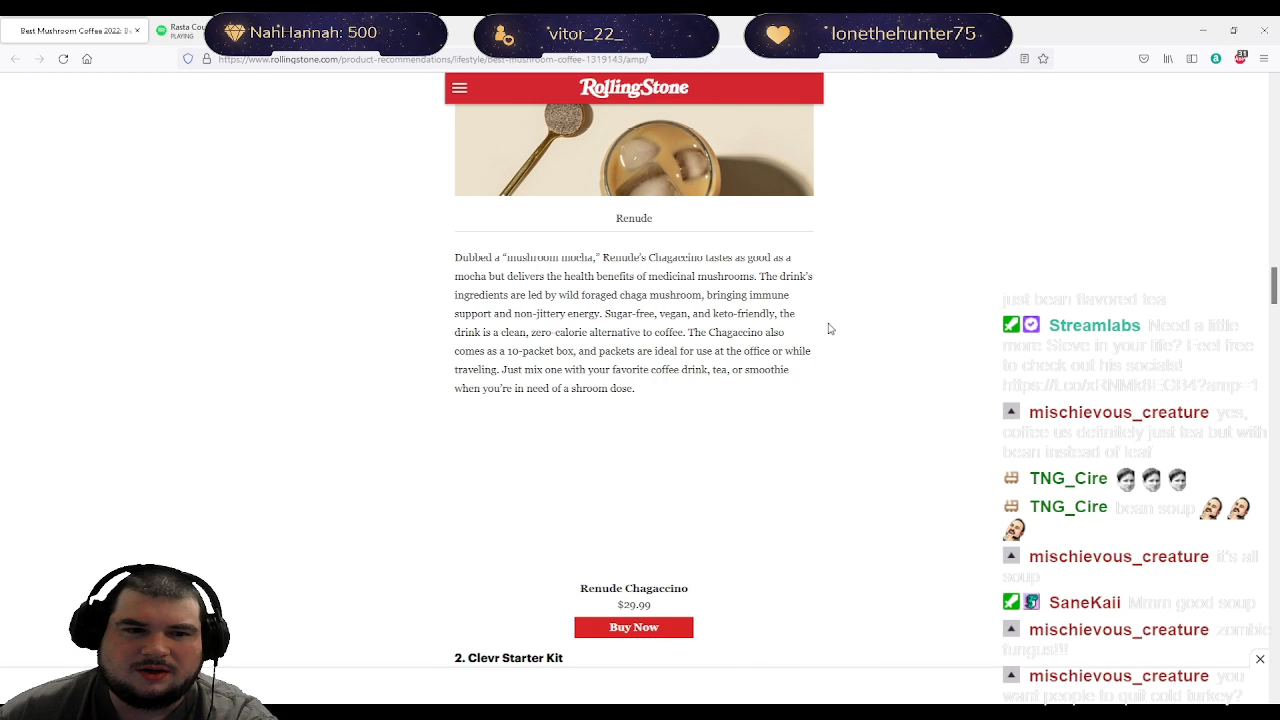 NahHannah: 500
Vitor_22_
lonethehunter75
Best Mushroom Coffee 2022: B
Rasta Cou
PLAYING
https://www.rollingstone.com/product-recommendations/lifestyle/best-mushroom-coffee-1319143/amp/
31
RollingStone
Renude
Dubbed a “mushroom mocha,” Renude’s Chagaccino tastes as good as a
mocha but delivers the health benefits of medicinal mushrooms. The drink’s
ingredients are led by wild foraged chaga mushroom, bringing immune
support and non-jittery energy. Sugar-free, vegan, and keto-friendly, the
drink is a clean, zero-calorie alternative to coffee. The Chagaccino also
comes as a 10-packet box, and packets are ideal for use at the office or while
traveling. Just mix one with your favorite coffee drink, tea, or smoothie
when you’re in need of a shroom dose.
Renude Chagaccino
$29.99
Buy Now
2. Clevr Starter Kit
just bean flavored tea
Streamlabs Need a little
more Steve in your life? Feel free
to check out his socials!
mischievous_creature yes,
coffee us definitely just tea but with
bean instead of leaf
TNG_Cire
TNG_Cire bean soup
mischievous_creature it's all
soup
SaneKaii Mmm good soup
mischievous_creature zombie
fungus!!!
mischievous_creature you
want people to quit cold turkey?